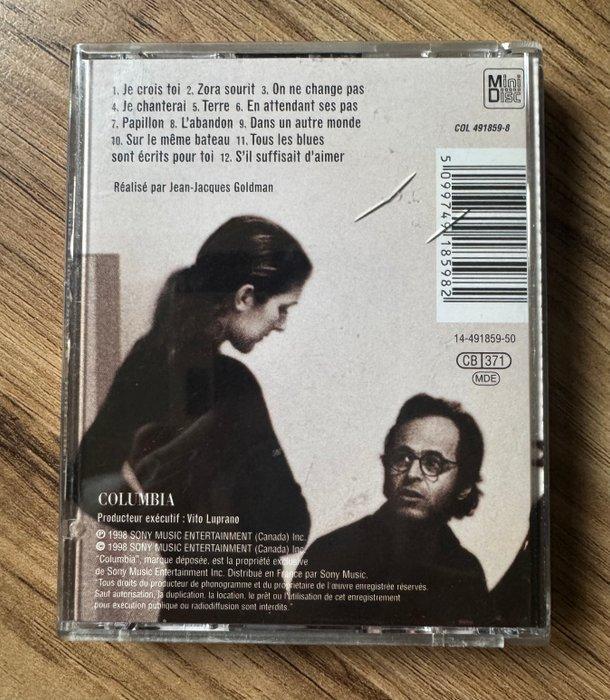 1. Je crois toi 2. Zora sourit 3. On ne change pas
4. Je chanterai 5. Terre 6. En attendant ses pas
7. Papillon 8. L'abandon 9. Dans un autre monde
10. Sur le même bateau 11. Tous les blues
sont écrits pour toi 12. S'il suffisait d'aimer
Réalisé par Jean-Jacques Goldman
Mini
Disc
COL 491859-8
5 099749 185982
14-491859-50
CB 371
MDE
COLUMBIA
Producteur exécutif : Vito Luprano
℗ 1998 SONY MUSIC ENTERTAINMENT (Canada) Inc.
© 1998 SONY MUSIC ENTERTAINMENT (Canada) Inc.
"Columbia", marque déposée, est la propriété exclusive
de Sony Music Entertainment Inc. Distribué en France par Sony Music.
"Tous droits du producteur de phonogramme et du propriétaire de l'œuvre enregistrée réservés.
Sauf autorisation, la duplication, la location, le prêt ou l'utilisation de cet enregistrement
pour exécution publique ou radiodiffusion sont interdits."